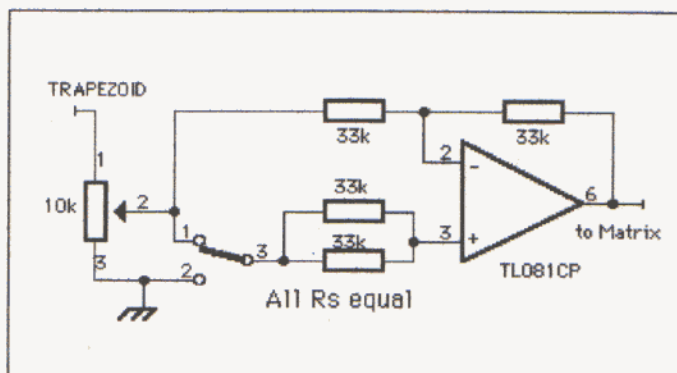 TRAPEZOID
33k
33k
1
2
33k
6
10k
2
1
3
3
33k
to Matrix
3
2
TL081CP
All Rs equal
-
+